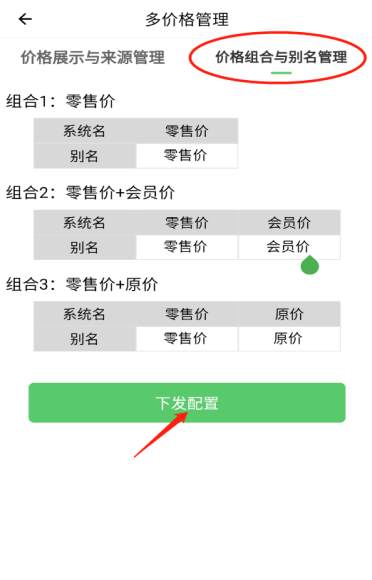 多价格管理
价格展示与来源管理 价格组合与别名管理
组合1：零售价
系统名 零售价
别名 零售价
组合2：零售价+会员价
系统名 零售价 会员价
别名 零售价 会员价
组合3：零售价+原价
系统名 零售价 原价
别名 零售价 原价
下发配置